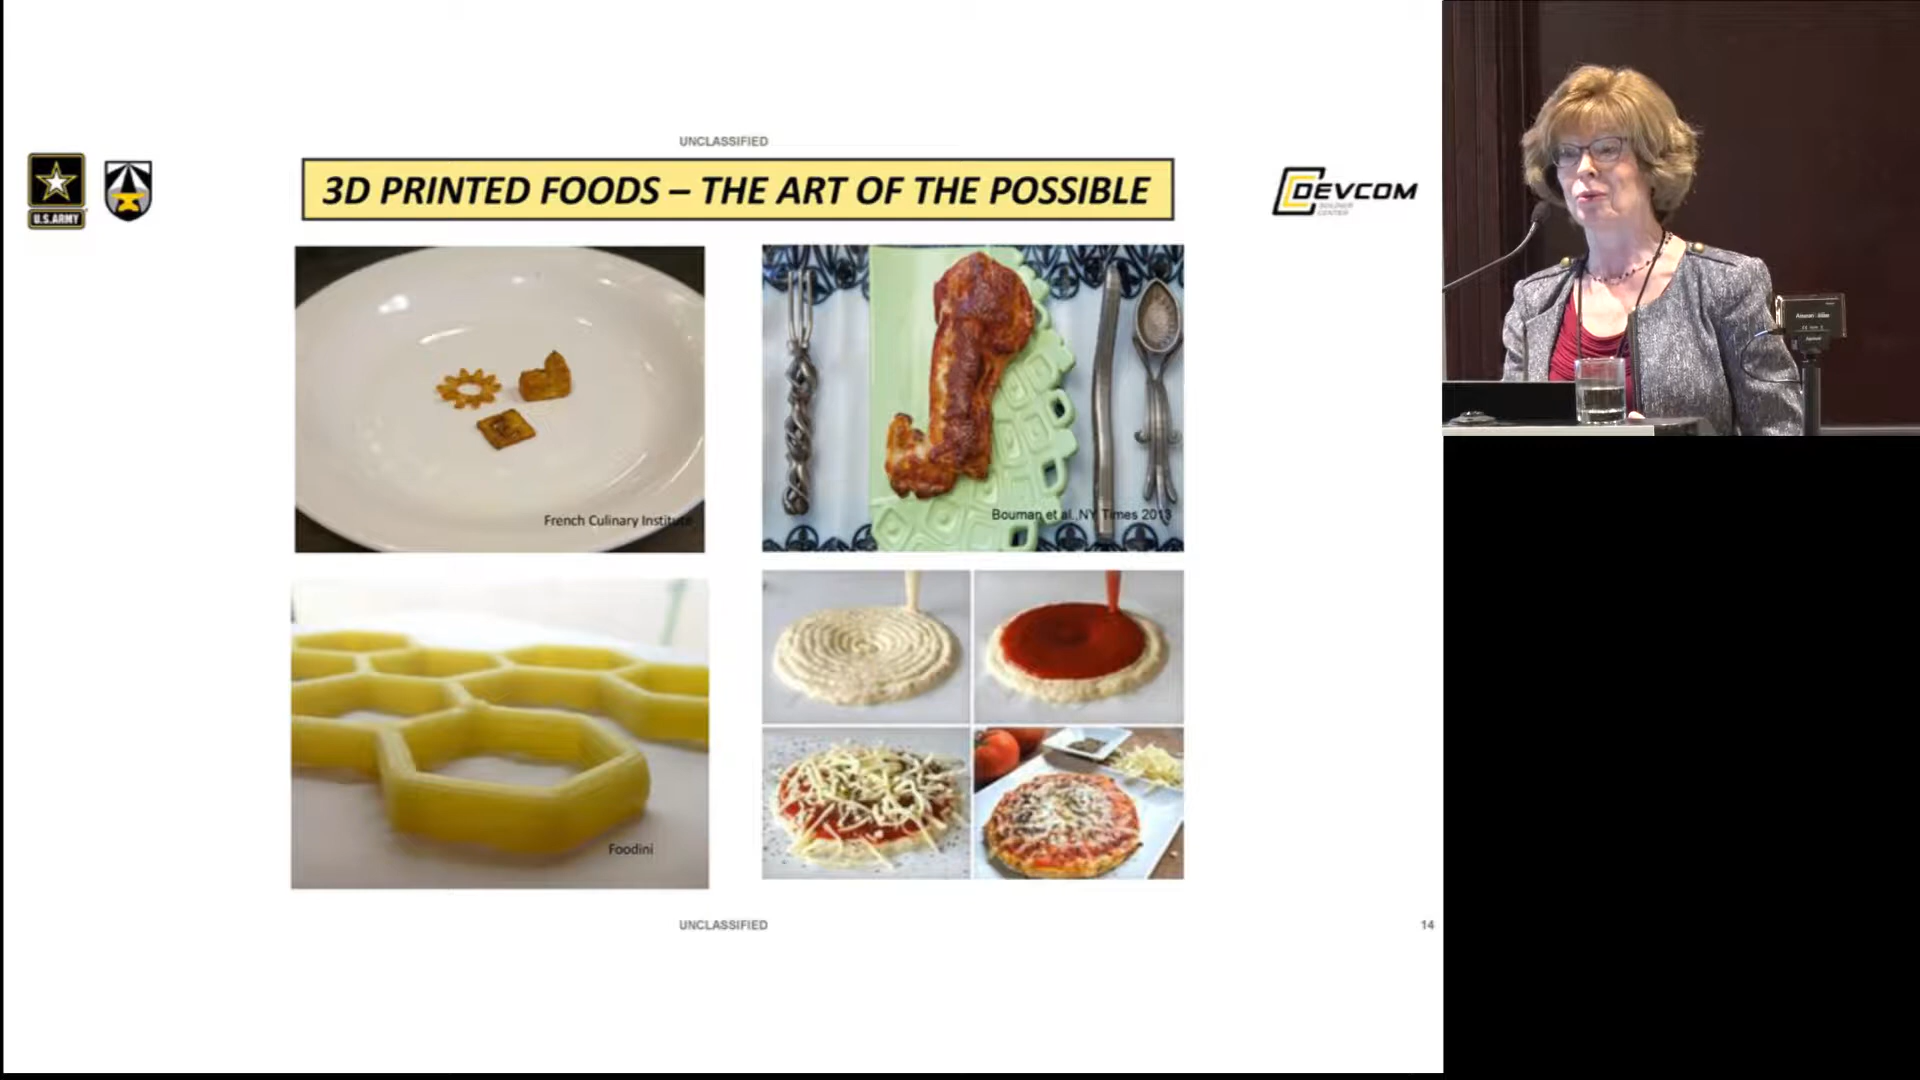 UNCLASSIFIED
U.S.ARMY
3D PRINTED FOODS – THE ART OF THE POSSIBLE
DEVCOM
SOLDIER
CENTER
French Culinary Institute
Bouman et al.,NY Times 2013
Foodini
UNCLASSIFIED
14